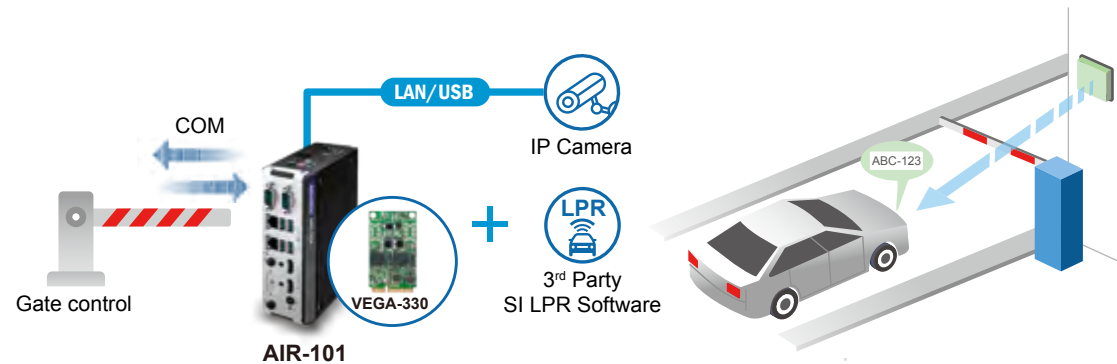 LAN/USB
COM
IP Camera
ABC-123
LPR
VEGA-330
3rd Party
SI LPR Software
Gate control
AIR-101